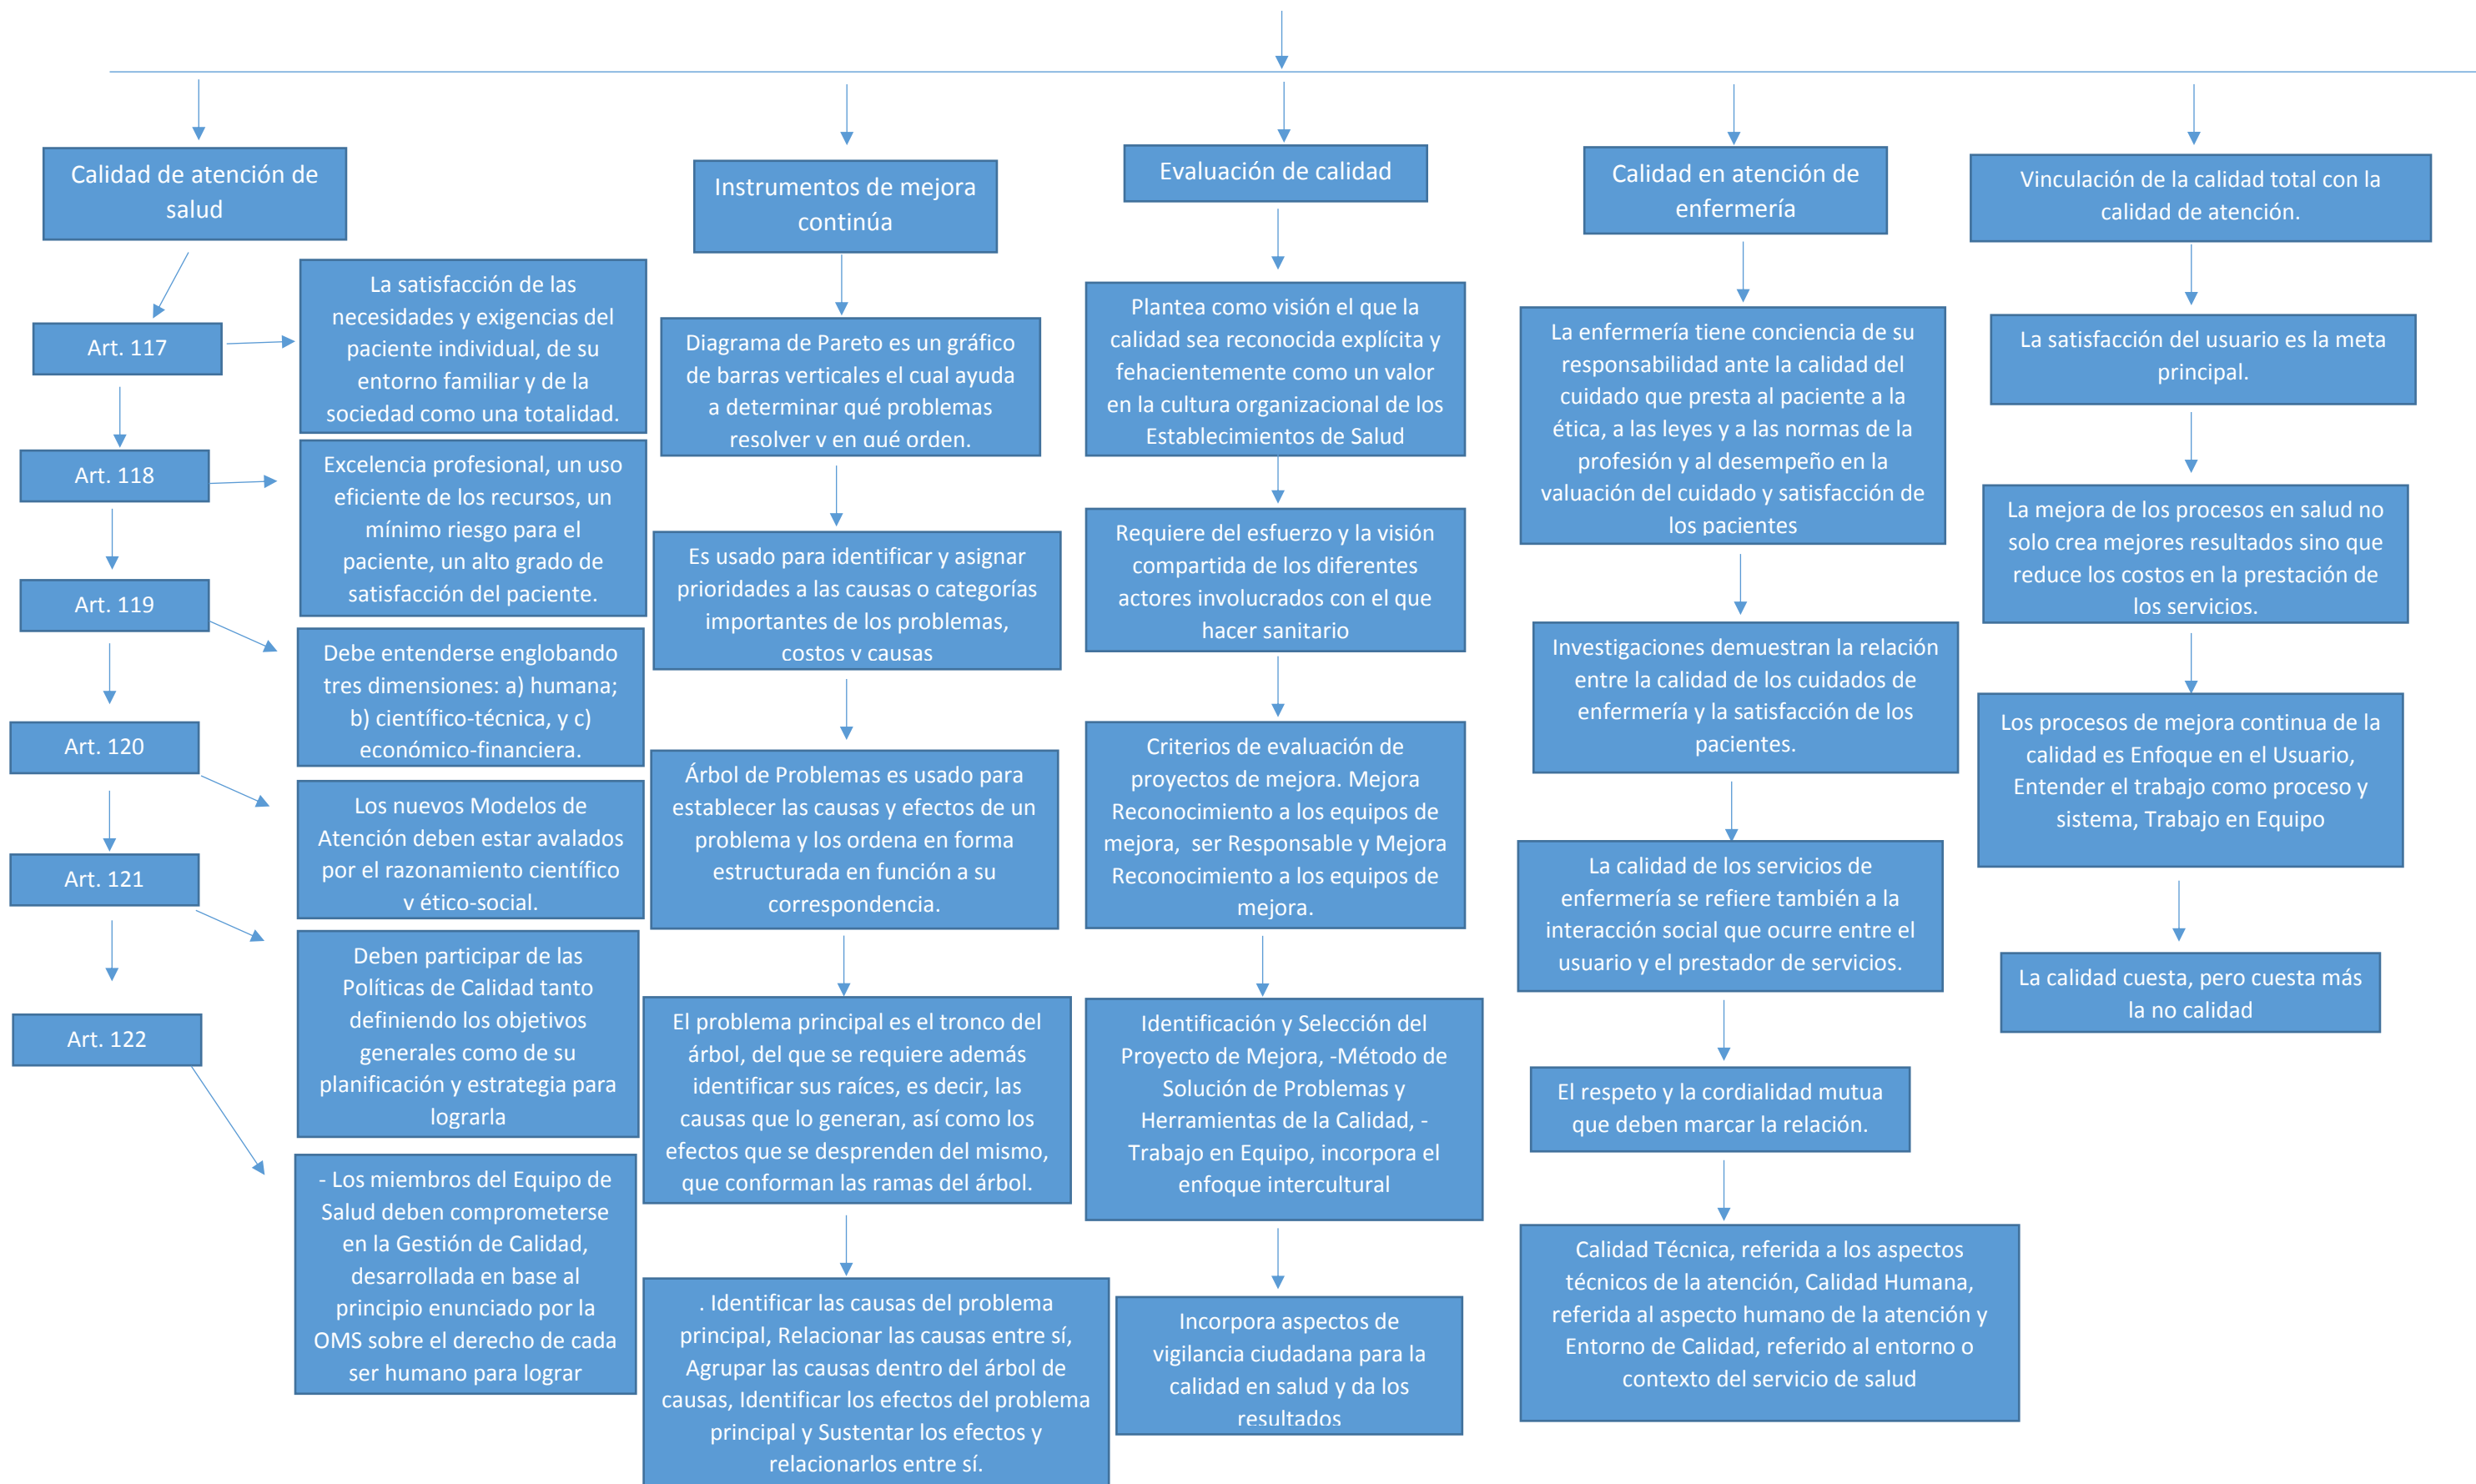 Calidad de atención de
salud
Art. 117
La satisfacción de las
necesidades y exigencias del
paciente individual, de su
entorno familiar y de la
sociedad como una totalidad.
Art. 118
Excelencia profesional, un uso
eficiente de los recursos, un
mínimo riesgo para el
paciente, un alto grado de
satisfacción del paciente.
Art. 119
Debe entenderse englobando
tres dimensiones: a) humana;
b) científico-técnica, y c)
económico-financiera.
Art. 120
Los nuevos Modelos de
Atención deben estar avalados
por el razonamiento científico
y ético-social.
Art. 121
Deben participar de las
Políticas de Calidad tanto
definiendo los objetivos
generales como de su
planificación y estrategia para
lograrla
Art. 122
- Los miembros del Equipo de
Salud deben comprometerse
en la Gestión de Calidad,
desarrollada en base al
principio enunciado por la
OMS sobre el derecho de cada
ser humano para lograr
Instrumentos de mejora
continúa
Diagrama de Pareto es un gráfico
de barras verticales el cual ayuda
a determinar qué problemas
resolver y en qué orden.
Es usado para identificar y asignar
prioridades a las causas o categorías
importantes de los problemas,
costos y causas
Árbol de Problemas es usado para
establecer las causas y efectos de un
problema y los ordena en forma
estructurada en función a su
correspondencia.
El problema principal es el tronco del
árbol, del que se requiere además
identificar sus raíces, es decir, las
causas que lo generan, así como los
efectos que se desprenden del mismo,
que conforman las ramas del árbol.
. Identificar las causas del problema
principal, Relacionar las causas entre sí,
Agrupar las causas dentro del árbol de
causas, Identificar los efectos del problema
principal y Sustentar los efectos y
relacionarlos entre sí.
Evaluación de calidad
Plantea como visión el que la
calidad sea reconocida explícita y
fehacientemente como un valor
en la cultura organizacional de los
Establecimientos de Salud
Requiere del esfuerzo y la visión
compartida de los diferentes
actores involucrados con el que
hacer sanitario
Criterios de evaluación de
proyectos de mejora. Mejora
Reconocimiento a los equipos de
mejora,  ser Responsable y Mejora
Reconocimiento a los equipos de
mejora.
Identificación y Selección del
Proyecto de Mejora, -Método de
Solución de Problemas y
Herramientas de la Calidad, -
Trabajo en Equipo, incorpora el
enfoque intercultural
Incorpora aspectos de
vigilancia ciudadana para la
calidad en salud y da los
resultados
Calidad en atención de
enfermería
La enfermería tiene conciencia de su
responsabilidad ante la calidad del
cuidado que presta al paciente a la
ética, a las leyes y a las normas de la
profesión y al desempeño en la
valuación del cuidado y satisfacción de
los pacientes
Investigaciones demuestran la relación
entre la calidad de los cuidados de
enfermería y la satisfacción de los
pacientes.
La calidad de los servicios de
enfermería se refiere también a la
interacción social que ocurre entre el
usuario y el prestador de servicios.
El respeto y la cordialidad mutua
que deben marcar la relación.
Calidad Técnica, referida a los aspectos
técnicos de la atención, Calidad Humana,
referida al aspecto humano de la atención y
Entorno de Calidad, referido al entorno o
contexto del servicio de salud
Vinculación de la calidad total con la
calidad de atención.
La satisfacción del usuario es la meta
principal.
La mejora de los procesos en salud no
solo crea mejores resultados sino que
reduce los costos en la prestación de
los servicios.
Los procesos de mejora continua de la
calidad es Enfoque en el Usuario,
Entender el trabajo como proceso y
sistema, Trabajo en Equipo
La calidad cuesta, pero cuesta más
la no calidad